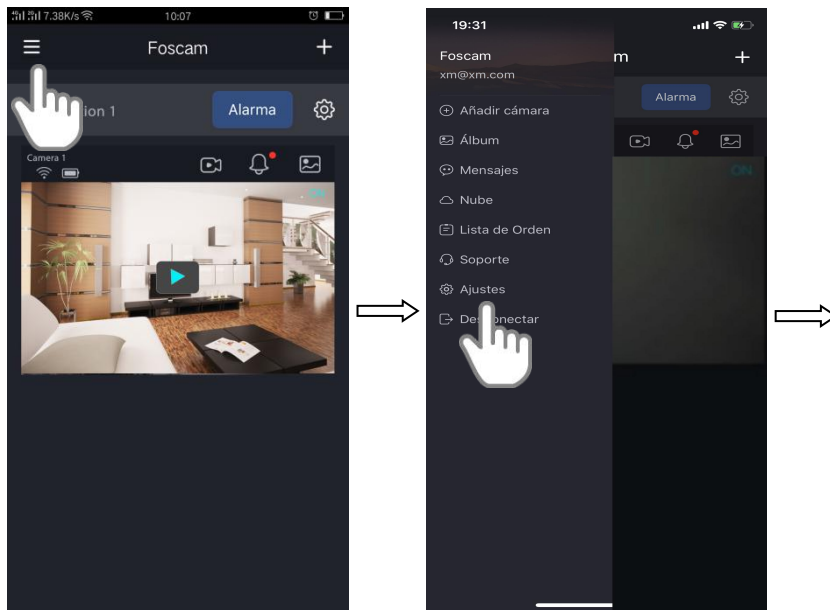 7.38K/s
10:07
Foscam
Alarma
Camera 1
19:31
Foscam
xm@xm.com
Añadir cámara
Álbum
Mensajes
Nube
Lista de Orden
Soporte
Ajustes
m
Alarma
ON